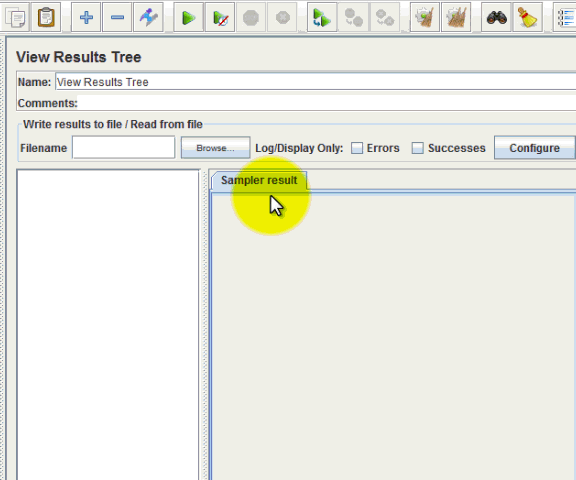 View Results Tree
Name: View Results Tree
Comments:
Write results to file / Read from file
Filename Browse... Log/Display Only: Errors Successes Configure
Sampler result